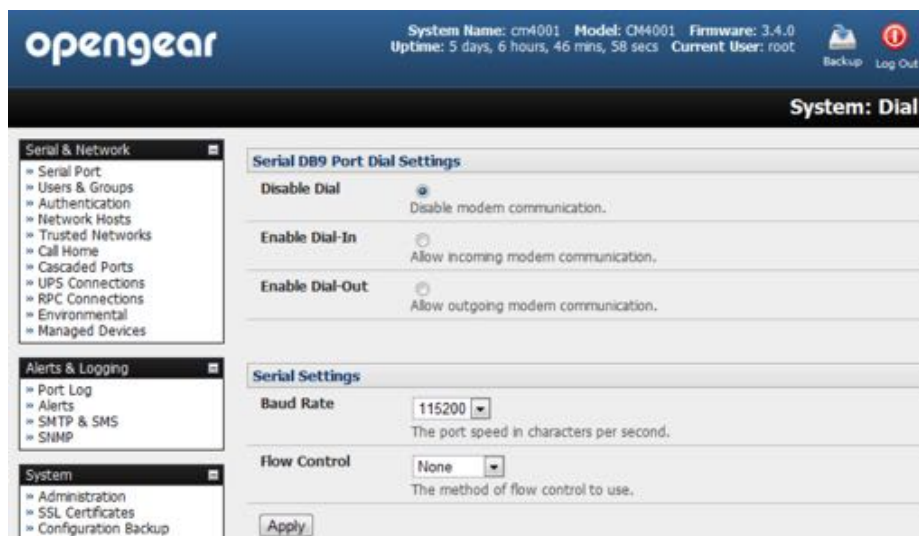 opengear
System Name: cm4001 Model: CM4001 Firmware: 3.4.0
Uptime: 5 days, 6 hours, 46 mins, 58 secs Current User: root
Backup
Log Out
System: Dial
Serial & Network
» Serial Port
» Users & Groups
» Authentication
» Network Hosts
» Trusted Networks
» Call Home
» Cascaded Ports
» UPS Connections
» RPC Connections
» Environmental
» Managed Devices
Alerts & Logging
» Port Log
» Alerts
» SMTP & SMS
» SNMP
System
» Administration
» SSL Certificates
» Configuration Backup
Serial DB9 Port Dial Settings
Disable Dial
Disable modem communication.
Enable Dial-In
Allow incoming modem communication.
Enable Dial-Out
Allow outgoing modem communication.
Serial Settings
Baud Rate
115200
The port speed in characters per second.
Flow Control
None
The method of flow control to use.
Apply